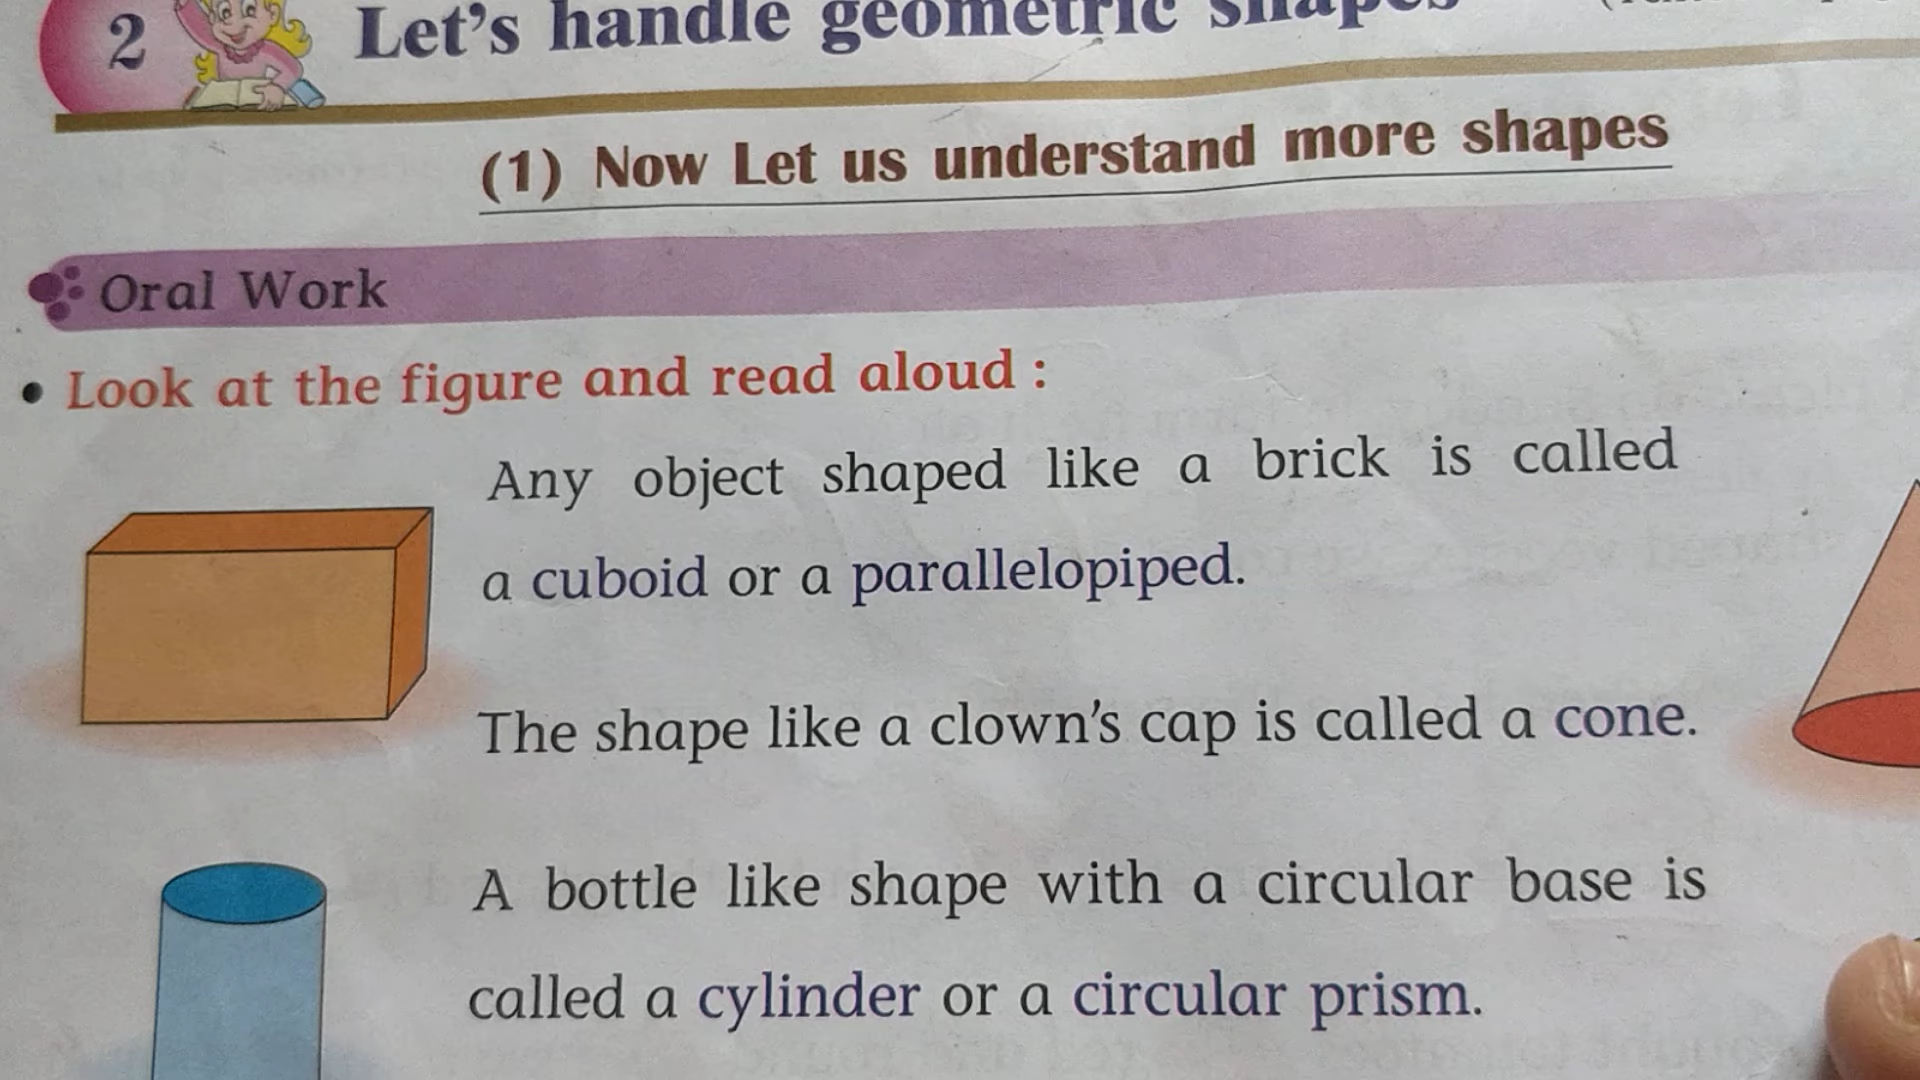 2
Let's handle geometric shapes
(1) Now Let us understand more shapes
Oral Work
• Look at the figure and read aloud :
Any object shaped like a brick is called
a cuboid or a parallelopiped.
The shape like a clown's cap is called a cone.
A bottle like shape with a circular base is
called a cylinder or a circular prism.